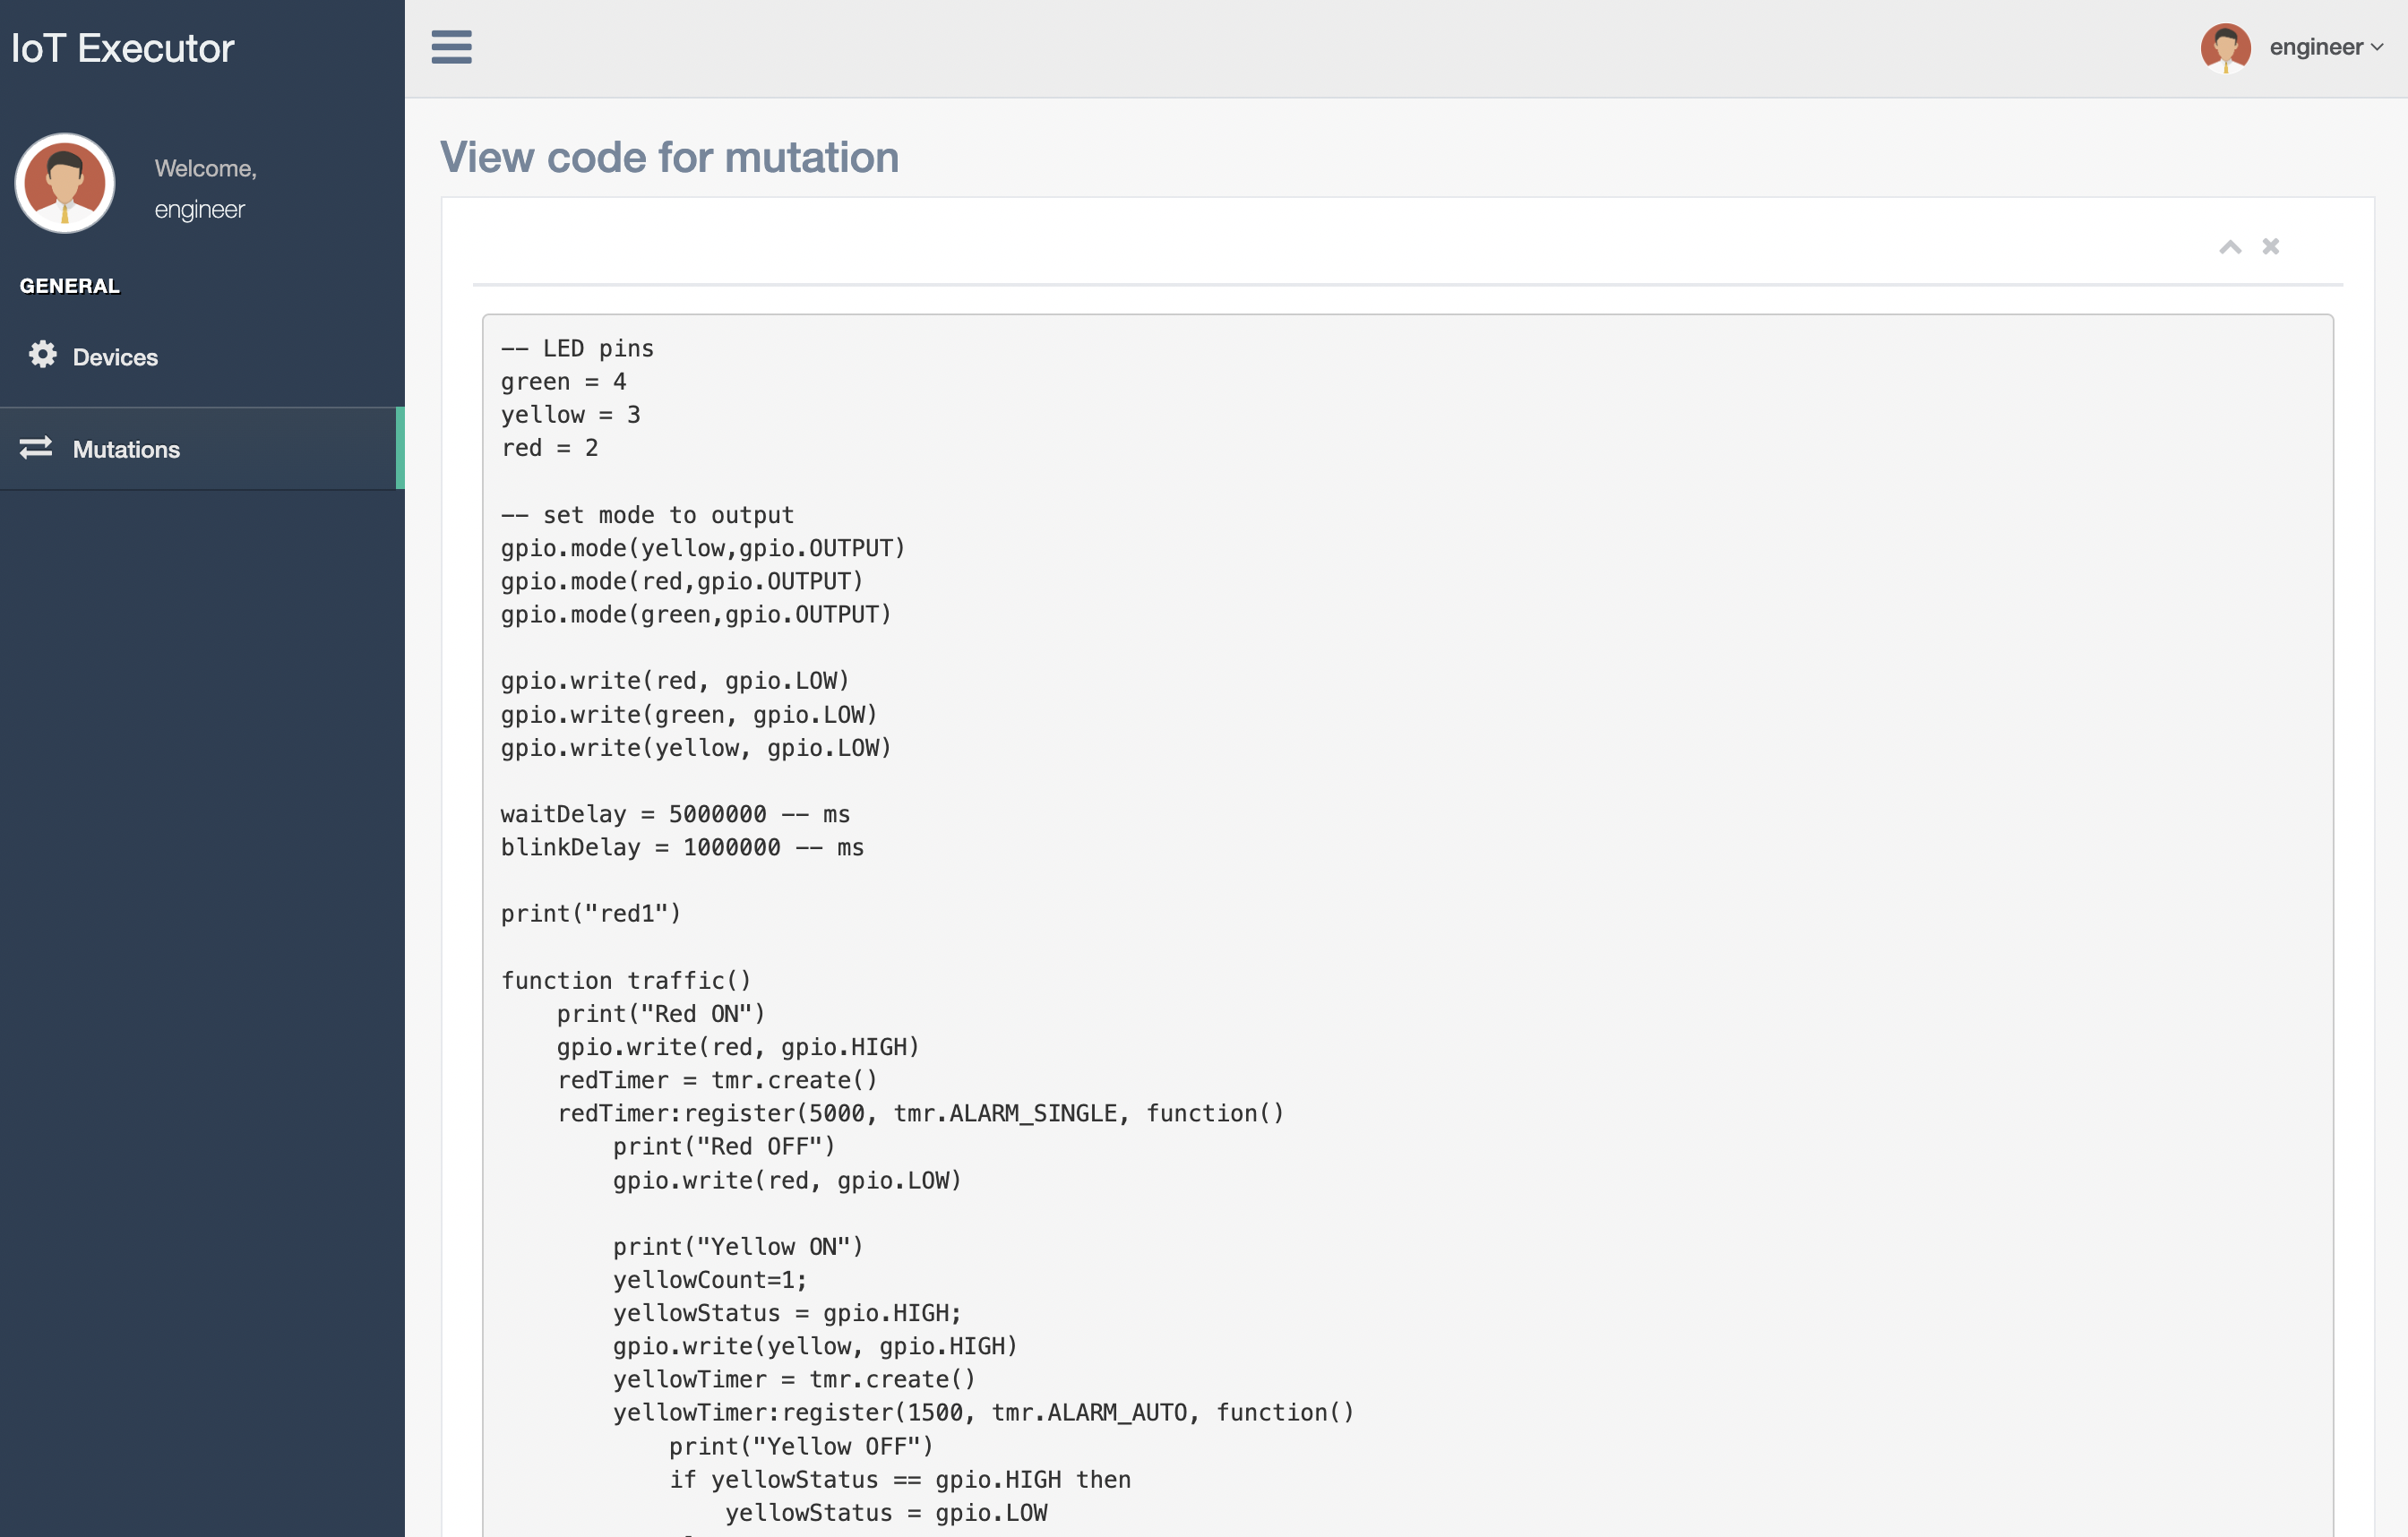 IoT Executor
engineer
Welcome,
engineer
GENERAL
Devices
Mutations
View code for mutation
-- LED pins
green = 4
yellow = 3
red = 2
-- set mode to output
gpio.mode(yellow,gpio.OUTPUT)
gpio.mode(red,gpio.OUTPUT)
gpio.mode(green,gpio.OUTPUT)
gpio.write(red, gpio.LOW)
gpio.write(green, gpio.LOW)
gpio.write(yellow, gpio.LOW)
waitDelay = 5000000 -- ms
blinkDelay = 1000000 -- ms
print("red1")
function traffic()
print("Red ON")
gpio.write(red, gpio.HIGH)
redTimer = tmr.create()
redTimer:register(5000, tmr.ALARM_SINGLE, function()
print("Red OFF")
gpio.write(red, gpio.LOW)
print("Yellow ON")
yellowCount=1;
yellowStatus = gpio.HIGH;
gpio.write(yellow, gpio.HIGH)
yellowTimer = tmr.create()
yellowTimer:register(1500, tmr.ALARM_AUTO, function()
print("Yellow OFF")
if yellowStatus == gpio.HIGH then
yellowStatus = gpio.LOW